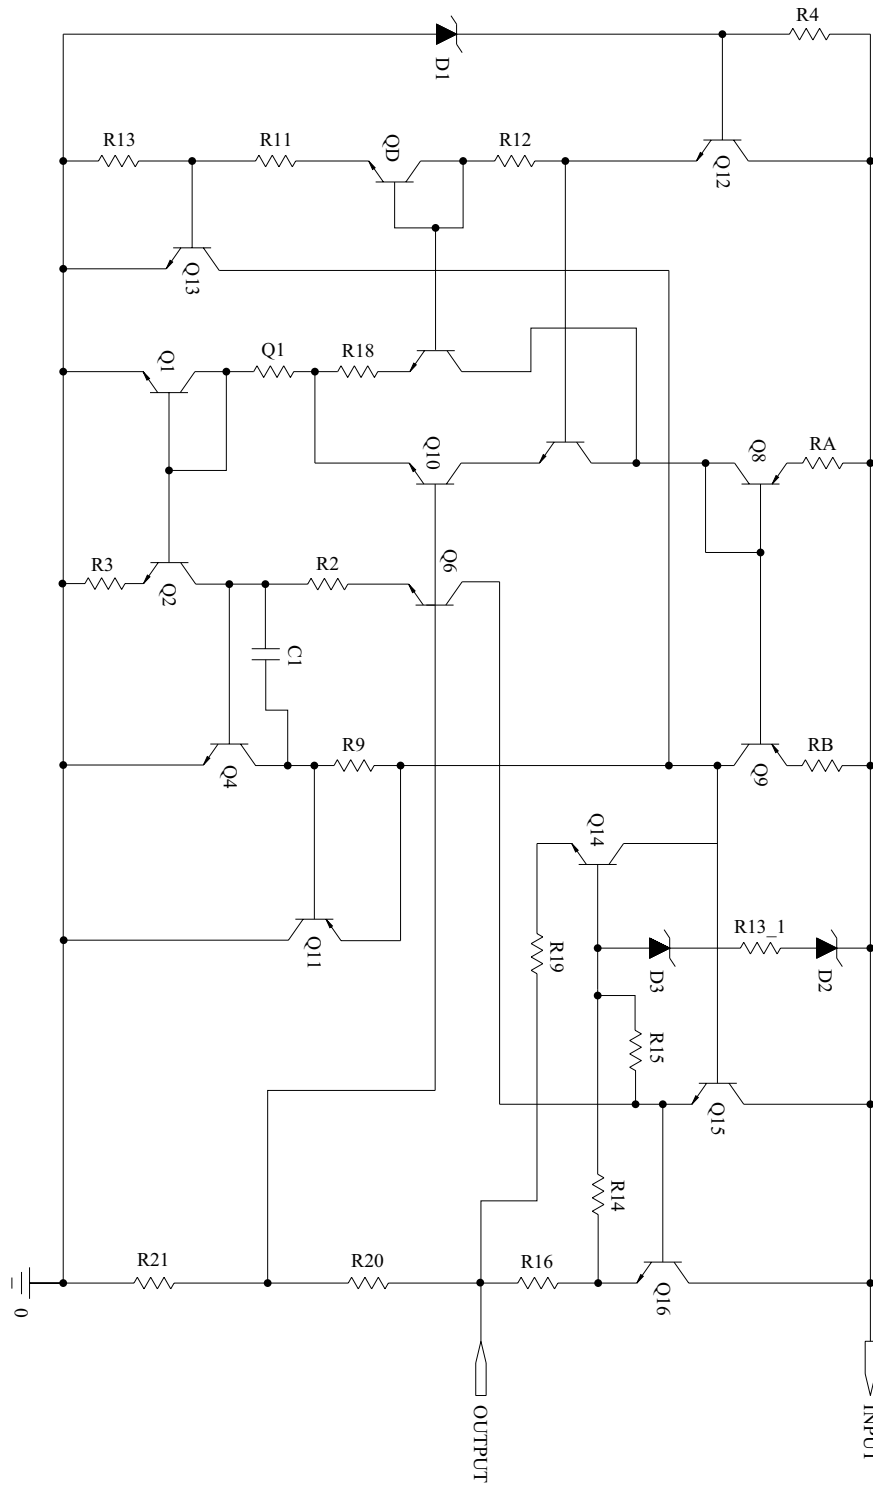 R4
D1
R13
R11
QD
R12
Q12
Q13
Q1
Q1
R18
Q10
Q8
RA
R3
Q2
R2
Q6
C1
Q4
R9
Q9
RB
Q14
Q11
R19
D3
R13_1
D2
R15
Q15
R14
R21
R20
R16
Q16
0
OUTPUT
INPUT